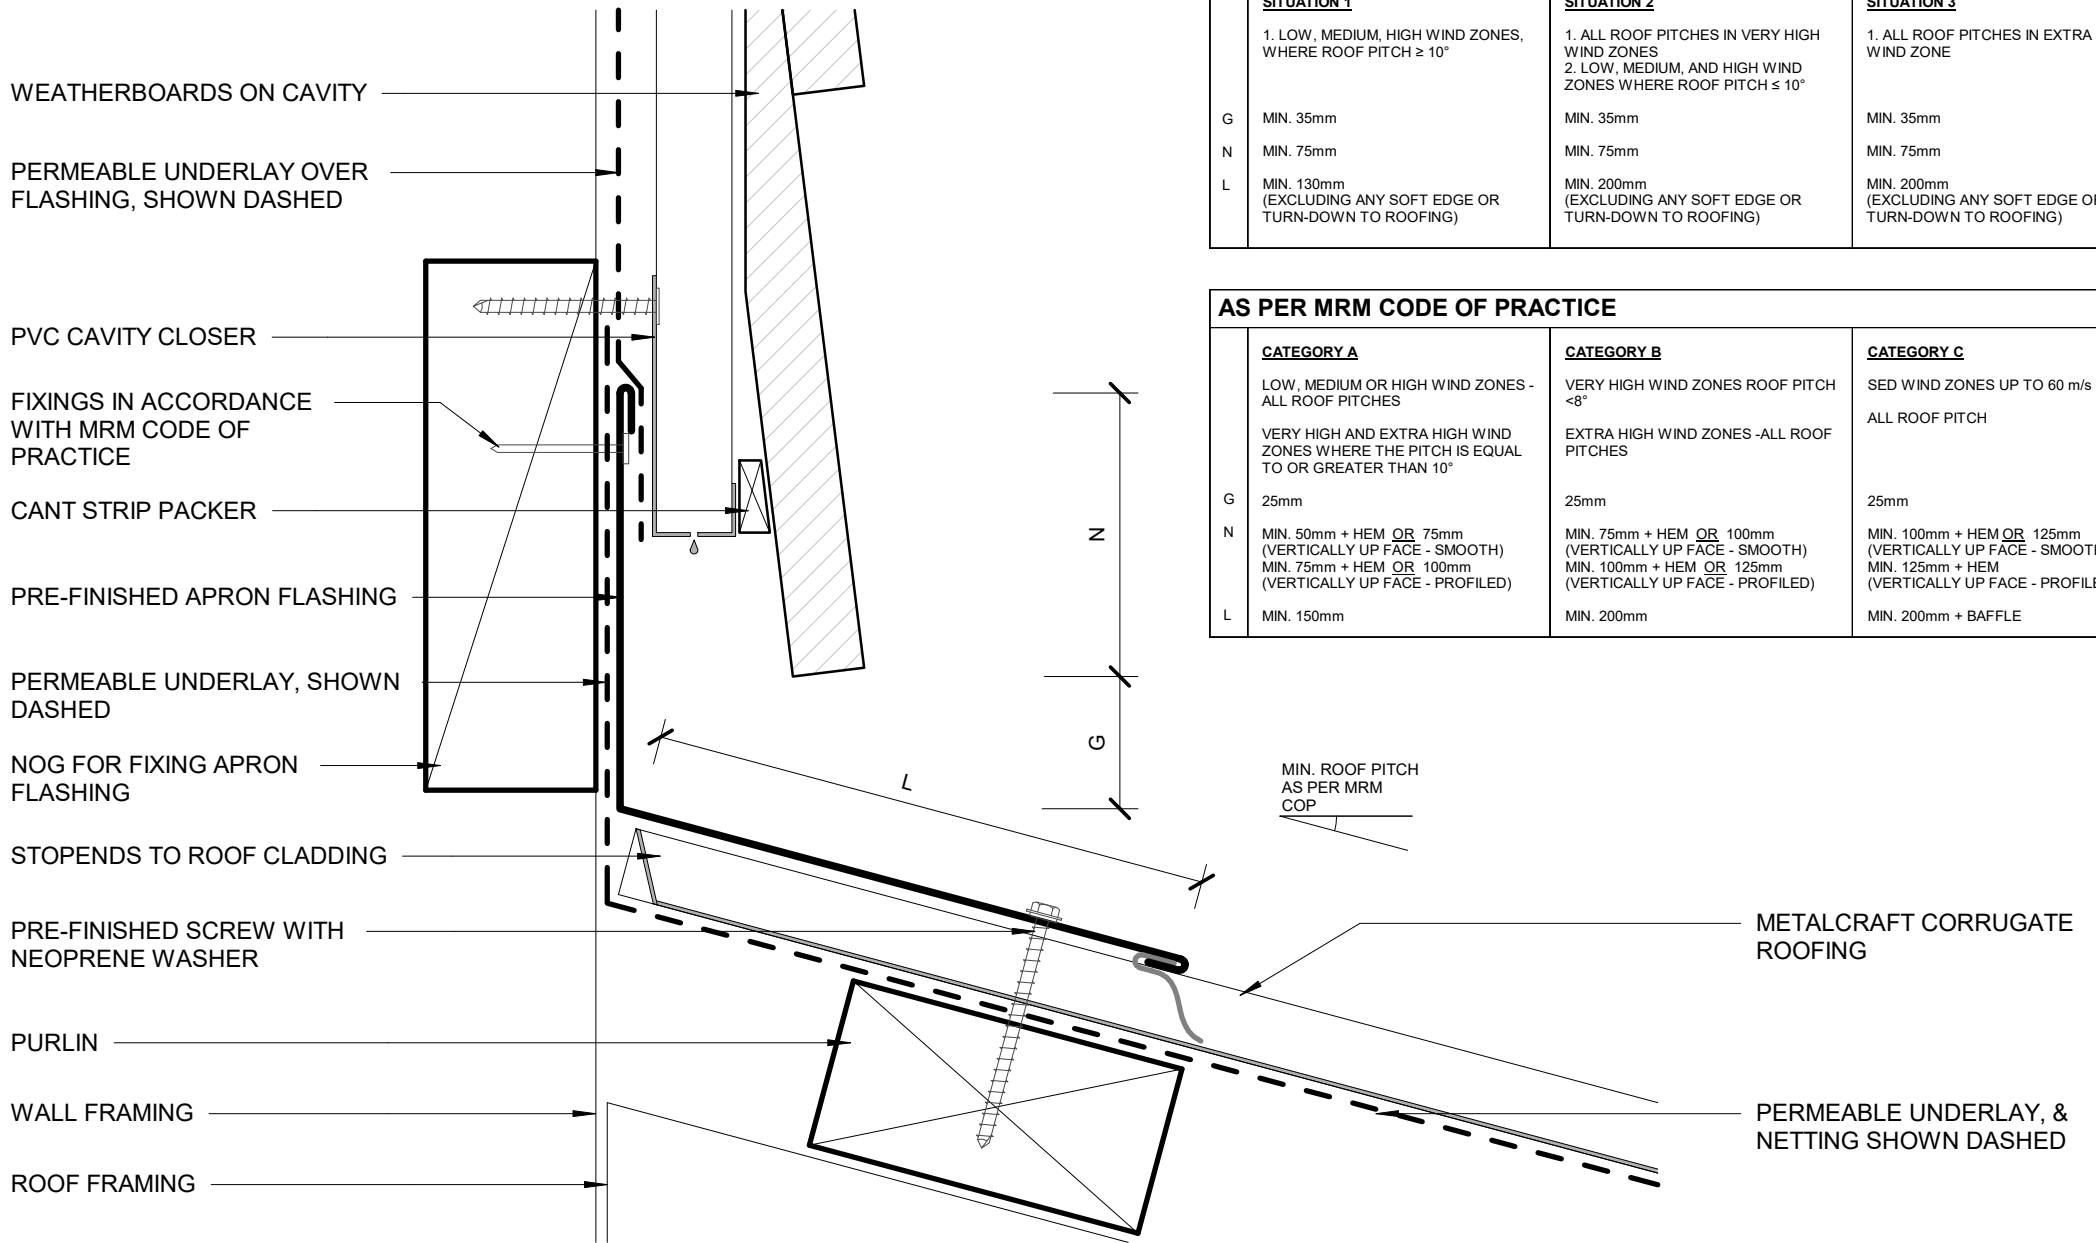 WEATHERBOARDS ON CAVITY
PERMEABLE UNDERLAY OVER
FLASHING, SHOWN DASHED
PVC CAVITY CLOSER
FIXINGS IN ACCORDANCE
WITH MRM CODE OF
PRACTICE
CANT STRIP PACKER
PRE-FINISHED APRON FLASHING
PERMEABLE UNDERLAY, SHOWN
DASHED
NOG FOR FIXING APRON
FLASHING
STOPENDS TO ROOF CLADDING
PRE-FINISHED SCREW WITH
NEOPRENE WASHER
PURLIN
WALL FRAMING
ROOF FRAMING
N
G
L
SITUATION 1
1. LOW, MEDIUM, HIGH WIND ZONES,
WHERE ROOF PITCH ≥ 10°
SITUATION 2
1. ALL ROOF PITCHES IN VERY HIGH
WIND ZONES
2. LOW, MEDIUM, AND HIGH WIND
ZONES WHERE ROOF PITCH ≤ 10°
SITUATION 3
1. ALL ROOF PITCHES IN EXTRA
WIND ZONE
G
MIN. 35mm
MIN. 35mm
MIN. 35mm
N
MIN. 75mm
MIN. 75mm
MIN. 75mm
L
MIN. 130mm
(EXCLUDING ANY SOFT EDGE OR
TURN-DOWN TO ROOFING)
MIN. 200mm
(EXCLUDING ANY SOFT EDGE OR
TURN-DOWN TO ROOFING)
MIN. 200mm
(EXCLUDING ANY SOFT EDGE OR
TURN-DOWN TO ROOFING)
AS PER MRM CODE OF PRACTICE
CATEGORY A
LOW, MEDIUM OR HIGH WIND ZONES -
ALL ROOF PITCHES
VERY HIGH AND EXTRA HIGH WIND
ZONES WHERE THE PITCH IS EQUAL
TO OR GREATER THAN 10°
CATEGORY B
VERY HIGH WIND ZONES ROOF PITCH
<8°
EXTRA HIGH WIND ZONES -ALL ROOF
PITCHES
CATEGORY C
SED WIND ZONES UP TO 60 m/s
ALL ROOF PITCH
G
25mm
25mm
25mm
N
MIN. 50mm + HEM OR 75mm
(VERTICALLY UP FACE - SMOOTH)
MIN. 75mm + HEM OR 100mm
(VERTICALLY UP FACE - PROFILED)
MIN. 75mm + HEM OR 100mm
(VERTICALLY UP FACE - SMOOTH)
MIN. 100mm + HEM OR 125mm
(VERTICALLY UP FACE - PROFILED)
MIN. 100mm + HEM OR 125mm
(VERTICALLY UP FACE - SMOOT
MIN. 125mm + HEM
(VERTICALLY UP FACE - PROFILE
L
MIN. 150mm
MIN. 200mm
MIN. 200mm + BAFFLE
MIN. ROOF PITCH
AS PER MRM
COP
METALCRAFT CORRUGATE
ROOFING
PERMEABLE UNDERLAY, &
NETTING SHOWN DASHED